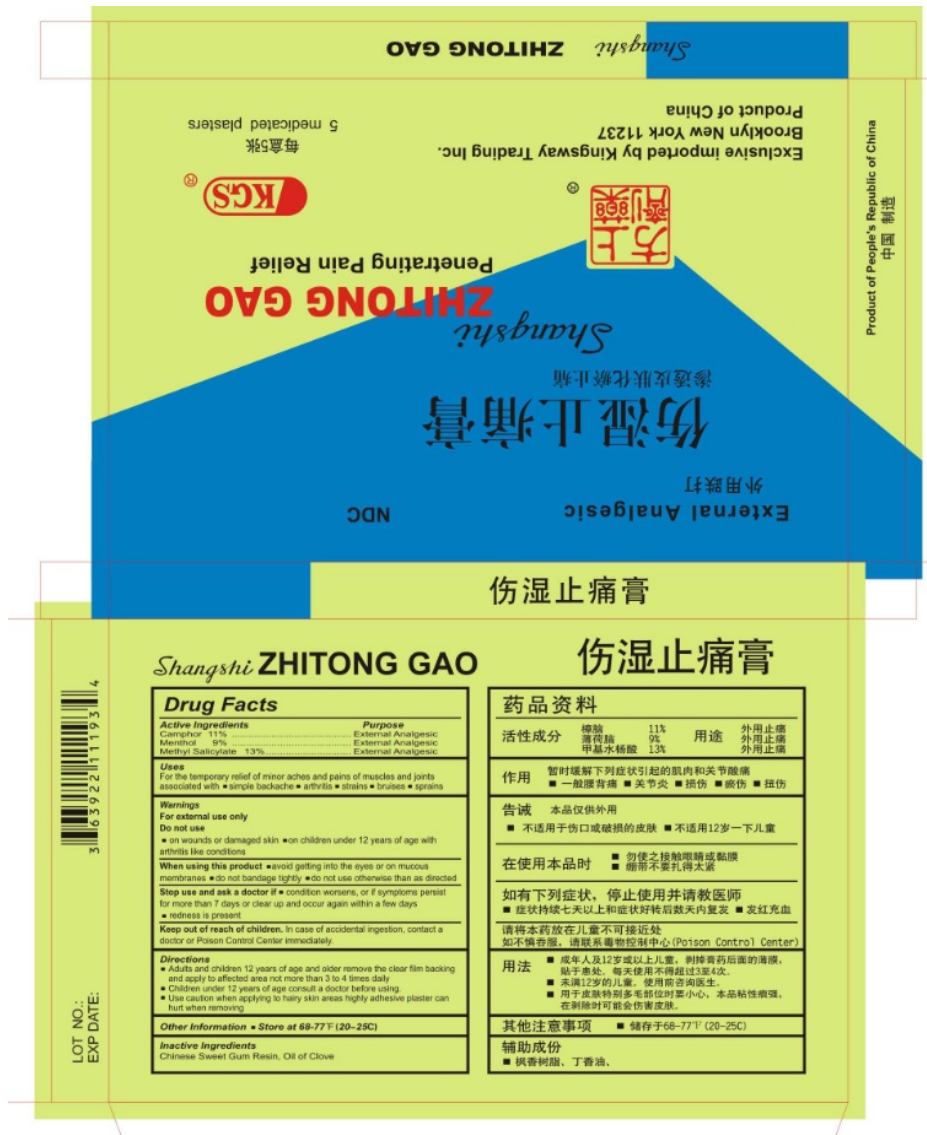 Shangshi ZHITONG GAO
Exclusive imported by Kingsway Trading Inc.
Brooklyn New York 11237
Product of China
每盒5张
5 medicated plasters
KGS ®
®
ZHITONG GAO
Penetrating Pain Relief
Shangshi
渗透皮肤化瘀止痛
伤湿止痛膏
外用跌打
External Analgesic
NDC
Product of People's Republic of China
中国 制造
伤湿止痛膏
Shangshi ZHITONG GAO
Drug Facts
Active Ingredients Purpose
Camphor 11% External Analgesic
Menthol 9% External Analgesic
Methyl Salicylate 13% External Analgesic
Uses
For the temporary relief of minor aches and pains of muscles and joints
associated with ▪ simple backache ▪ arthritis ▪ strains ▪ bruises ▪ sprains
Warnings
For external use only
Do not use
▪ on wounds or damaged skin ▪ on children under 12 years of age with
arthritis like conditions
When using this product ▪ avoid getting into the eyes or on mucous
membranes ▪ do not bandage tightly ▪ do not use otherwise than as directed
Stop use and ask a doctor if ▪ condition worsens, or if symptoms persist
for more than 7 days or clear up and occur again within a few days
▪ redness is present
Keep out of reach of children. In case of accidental ingestion, contact a
doctor or Poison Control Center immediately.
Directions
▪ Adults and children 12 years of age and older remove the clear film backing
and apply to affected area not more than 3 to 4 times daily
▪ Children under 12 years of age consult a doctor before using.
▪ Use caution when applying to hairy skin areas highly adhesive plaster can
hurt when removing
Other Information ▪ Store at 68-77℉ (20-25C)
Inactive Ingredients
Chinese Sweet Gum Resin, Oil of Clove
伤湿止痛膏
药品资料
活性成分 樟脑 11% 用途 外用止痛
薄荷脑 9% 外用止痛
甲基水杨酸 13% 外用止痛
作用 暂时缓解下列症状引起的肌肉和关节酸痛
▪ 一般腰背痛 ▪ 关节炎 ▪ 损伤 ▪ 瘀伤 ▪ 扭伤
告诫 本品仅供外用
▪ 不适用于伤口或破损的皮肤 ▪ 不适用12岁一下儿童
在使用本品时 ▪ 勿使之接触眼睛或黏膜
▪ 绷带不要扎得太紧
如有下列症状，停止使用并请教医师
▪ 症状持续七天以上和症状好转后数天内复发 ▪ 发红充血
请将本药放在儿童不可接近处
如不慎吞服，请联系毒物控制中心(Poison Control Center)
用法 ▪ 成年人及12岁或以上儿童，剥掉膏药后面的薄膜，
贴于患处，每天使用不得超过3至4次.
▪ 未满12岁的儿童，使用前咨询医生.
▪ 用于皮肤特别多毛部位时要小心，本品粘性痕强，
在剥除时可能会伤害皮肤.
其他注意事项 ▪ 储存于68-77℉ (20-25C)
辅助成份
▪ 枫香树脂、丁香油、
3 63922 11193 4
LOT NO.:
EXP DATE: